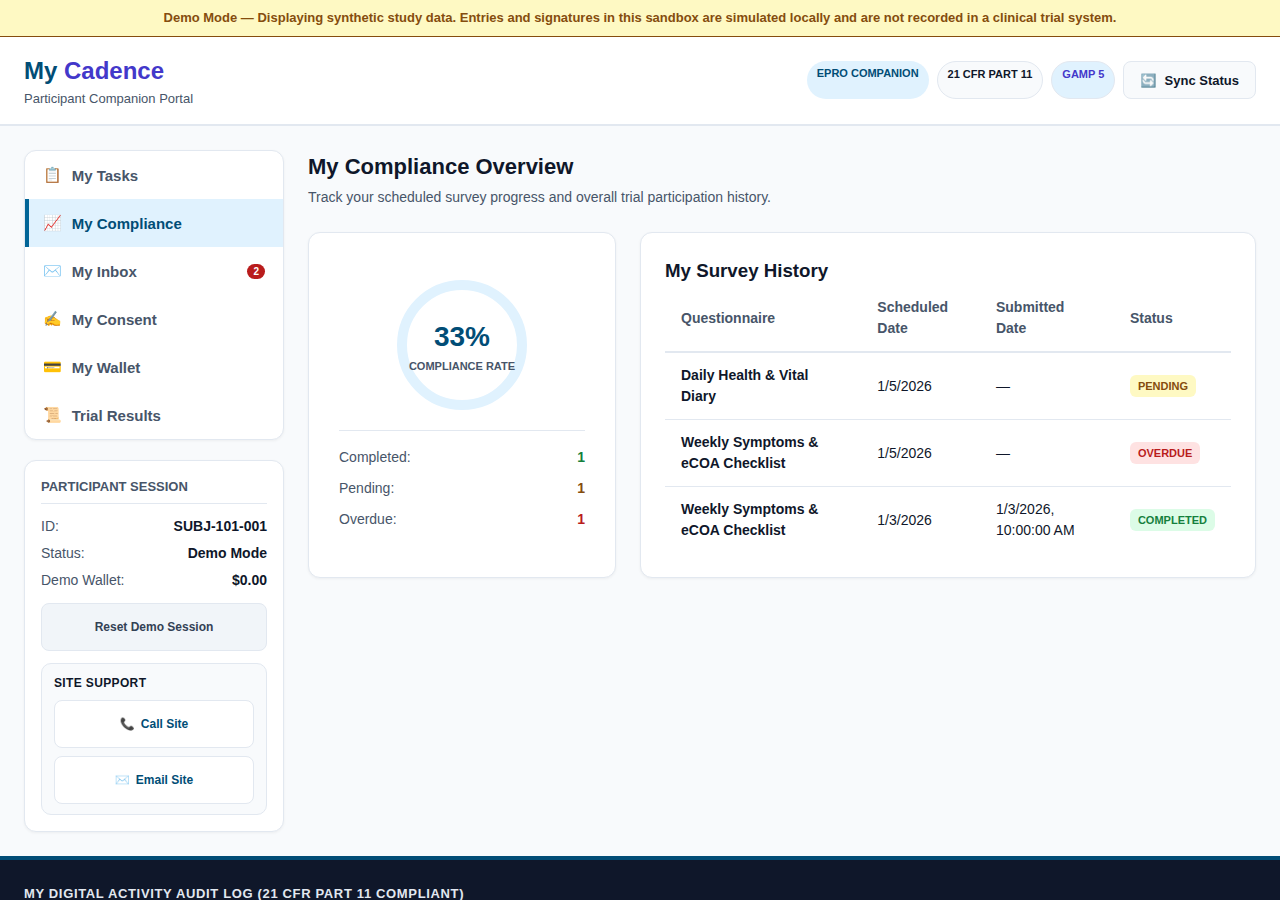 Demo Mode — Displaying synthetic study data. Entries and signatures in this sandbox are simulated locally and are not recorded in a clinical trial system.
My Cadence
Participant Companion Portal
EPRO COMPANION
21 CFR PART 11
GAMP 5
Sync Status
My Tasks
My Compliance
My Inbox
2
My Consent
My Wallet
Trial Results
PARTICIPANT SESSION
ID: SUBJ-101-001
Status: Demo Mode
Demo Wallet: $0.00
Reset Demo Session
SITE SUPPORT
Call Site
Email Site
My Compliance Overview
Track your scheduled survey progress and overall trial participation history.
33%
COMPLIANCE RATE
Completed: 1
Pending: 1
Overdue: 1
My Survey History
Questionnaire
Scheduled
Date
Submitted
Date
Status
Daily Health & Vital
Diary
1/5/2026
—
PENDING
Weekly Symptoms &
eCOA Checklist
1/5/2026
—
OVERDUE
Weekly Symptoms &
eCOA Checklist
1/3/2026
1/3/2026,
10:00:00 AM
COMPLETED
MY DIGITAL ACTIVITY AUDIT LOG (21 CFR PART 11 COMPLIANT)